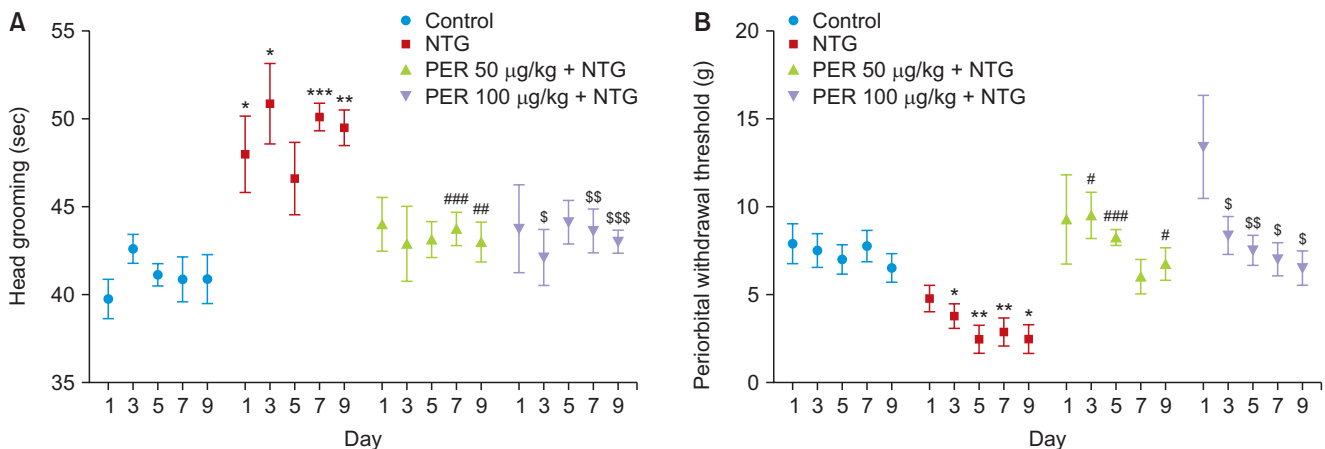 A
Head grooming (sec)
55
50
45
40
35
Control
NTG
PER 50 µg/kg + NTG
PER 100 µg/kg + NTG
* * *** **
### ##
$ $$ $$$
1 3 5 7 9 1 3 5 7 9 1 3 5 7 9 1 3 5 7 9
Day
B
Periorbital withdrawal threshold (g)
20
15
10
5
0
Control
NTG
PER 50 µg/kg + NTG
PER 100 µg/kg + NTG
* ** ** *
# ### #
$ $$ $ $
1 3 5 7 9 1 3 5 7 9 1 3 5 7 9 1 3 5 7 9
Day